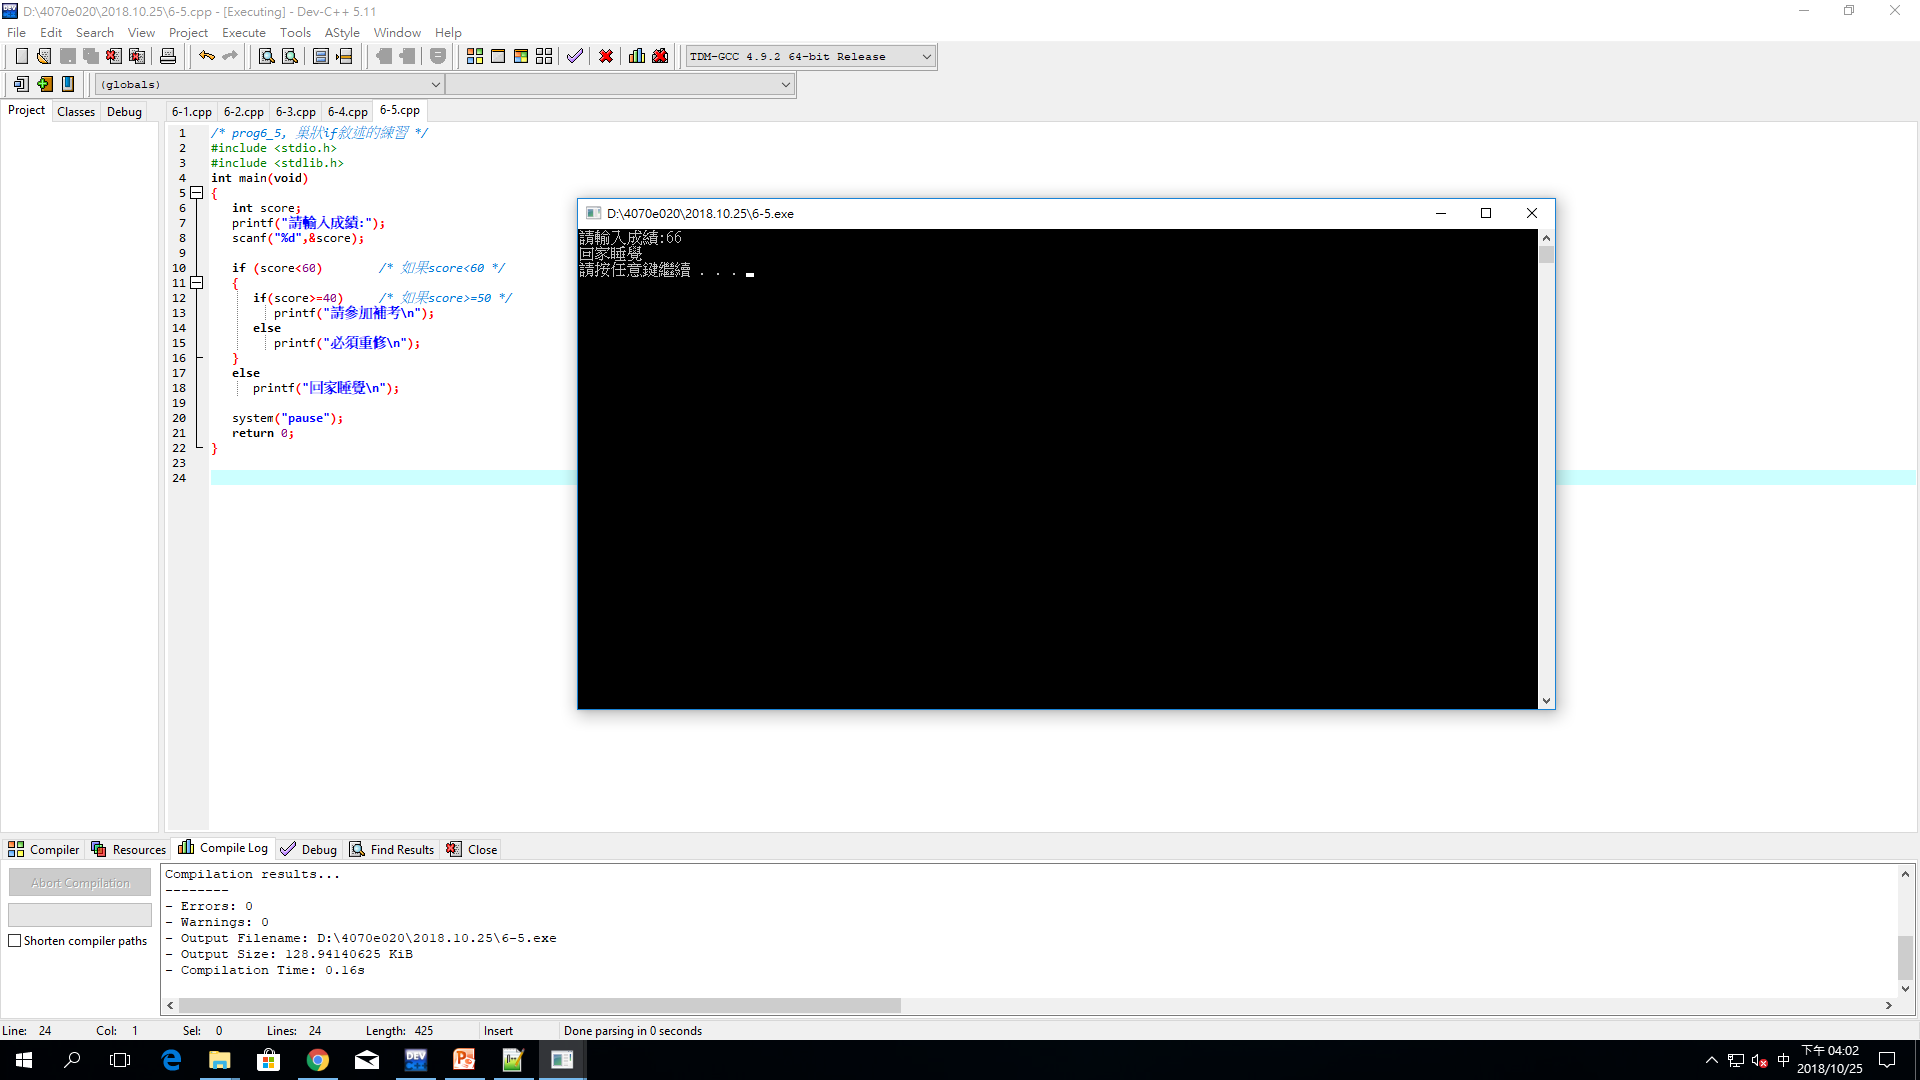 D:\4070e020\2018.10.25\6-5.cpp - [Executing] - Dev-C++ 5.11
File Edit Search View Project Execute Tools AStyle Window Help
TDM-GCC 4.9.2 64-bit Release
(globals)
Project Classes Debug
6-1.cpp 6-2.cpp 6-3.cpp 6-4.cpp 6-5.cpp
1 /* prog6_5, 巢狀if敘述的練習 */
2 #include <stdio.h>
3 #include <stdlib.h>
4 int main(void)
5 {
6 int score;
7 printf("請輸入成績:");
8 scanf("%d",&score);
9
10 if (score<60) /* 如果score<60 */
11 {
12 if(score>=40) /* 如果score>=50 */
13 printf("請參加補考\n");
14 else
15 printf("必須重修\n");
16 }
17 else
18 printf("回家睡覺\n");
19
20 system("pause");
21 return 0;
22 }
23
24
D:\4070e020\2018.10.25\6-5.exe
請輸入成績:66
回家睡覺
請按任意鍵繼續 . . .
Compiler Resources Compile Log Debug Find Results Close
Abort Compilation
Shorten compiler paths
Compilation results...
--------
- Errors: 0
- Warnings: 0
- Output Filename: D:\4070e020\2018.10.25\6-5.exe
- Output Size: 128.94140625 KiB
- Compilation Time: 0.16s
Line: 24 Col: 1 Sel: 0 Lines: 24 Length: 425 Insert Done parsing in 0 seconds
DEV C++
中
下午 04:02
2018/10/25